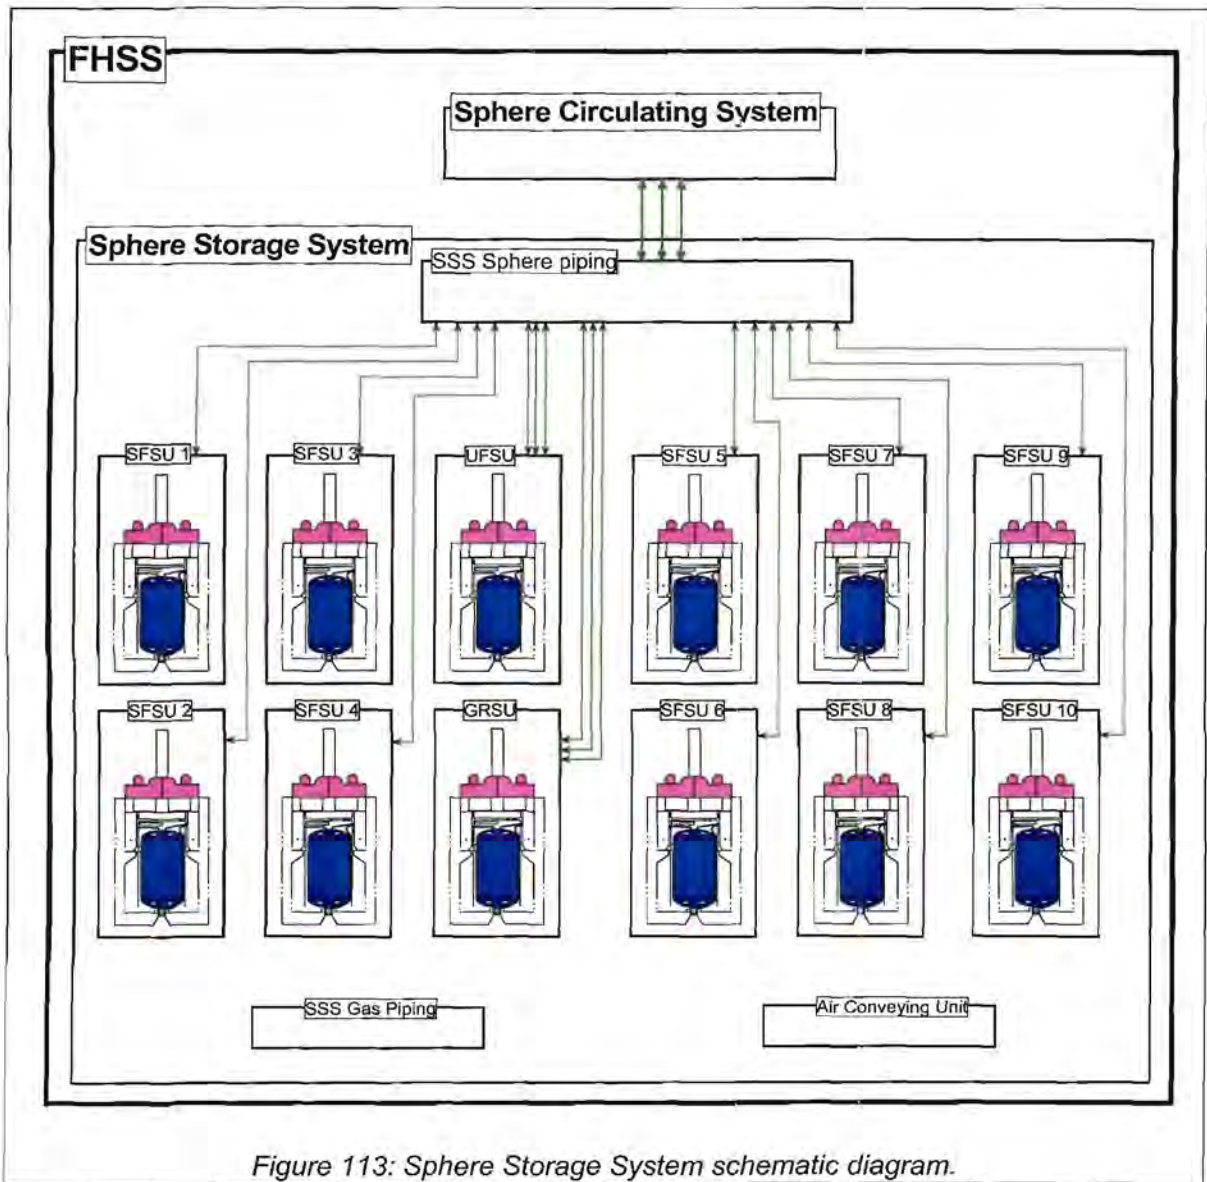 FHSS
Sphere Circulating System
Sphere Storage System
SSS Sphere piping
SFSU 1
SFSU 3
UFSU
SFSU 5
SFSU 7
SFSU 9
SFSU 2
SFSU 4
GRSU
SFSU 6
SFSU 8
SFSU 10
SSS Gas Piping
Air Conveying Unit
Figure 113: Sphere Storage System schematic diagram.